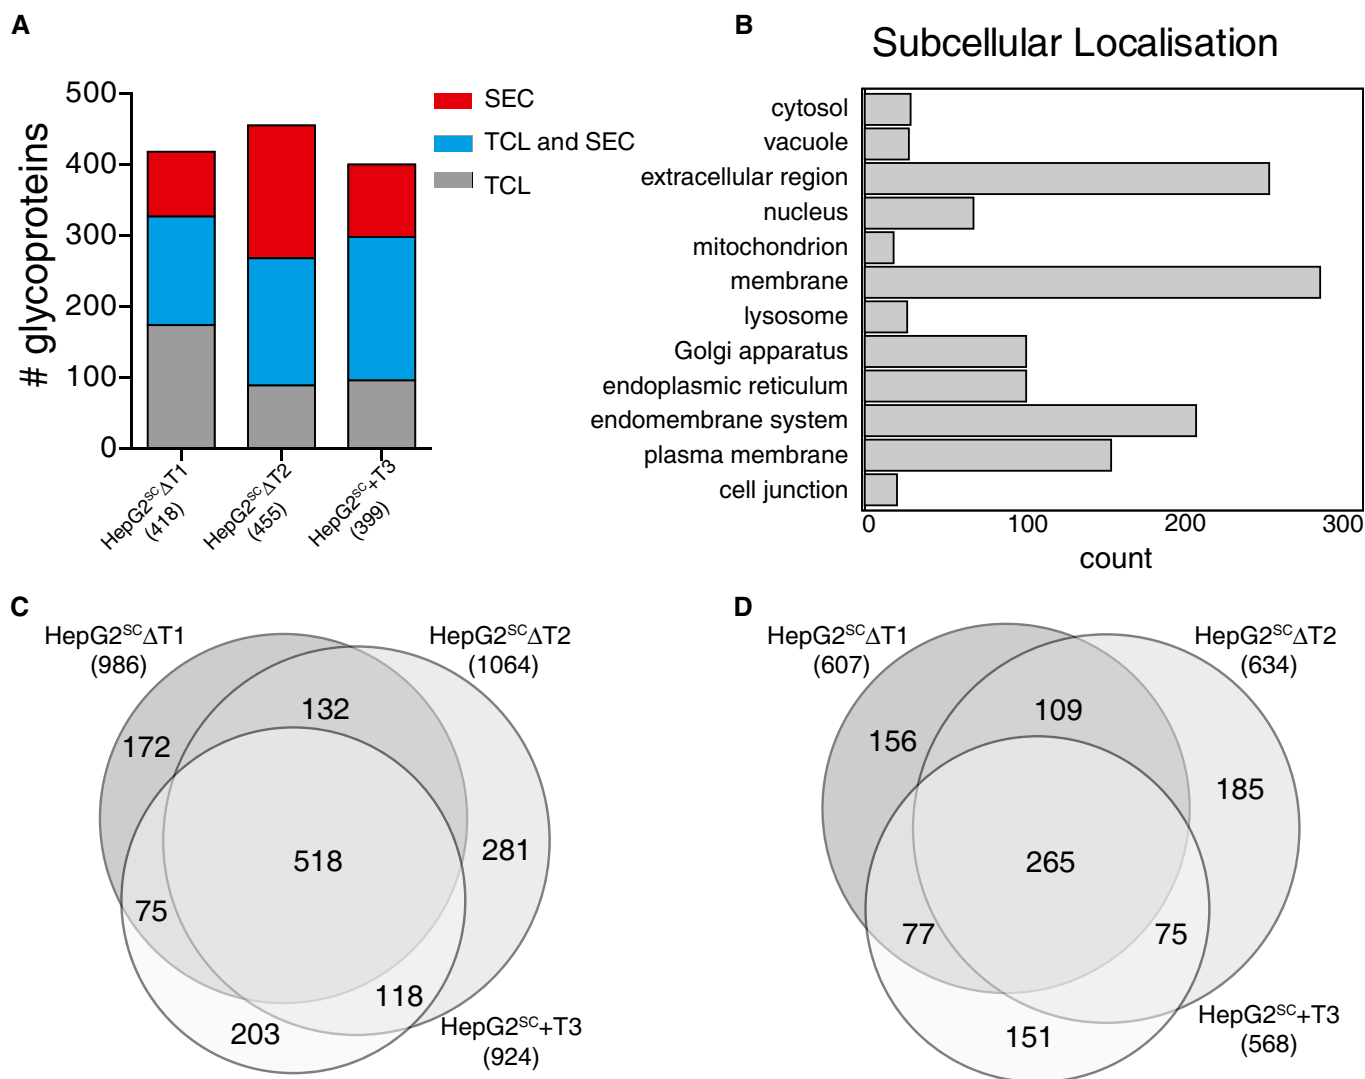 A
500
400
300
200
100
0
# glycoproteins
SEC
TCL and SEC
TCL
HepG2SCΔT1
(418)
HepG2SCΔT2
(455)
HepG2SC+T3
(399)
B
Subcellular Localisation
cytosol
vacuole
extracellular region
nucleus
mitochondrion
membrane
lysosome
Golgi apparatus
endoplasmic reticulum
endomembrane system
plasma membrane
cell junction
0 100 200 300
count
C
HepG2SCΔT1
(986)
HepG2SCΔT2
(1064)
132
172
518
281
75
118
203
HepG2SC+T3
(924)
D
HepG2SCΔT1
(607)
HepG2SCΔT2
(634)
109
156
185
265
77
75
151
HepG2SC+T3
(568)